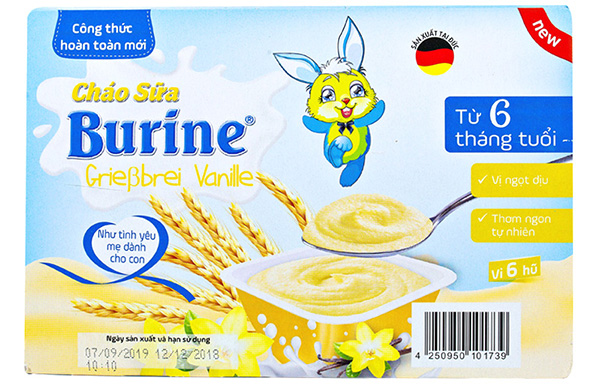 Công thức
hoàn toàn mới
SẢN XUẤT TẠI ĐỨC
new
Cháo Sữa
Burine®
Grießbrei Vanille
Từ 6
tháng tuổi
Vị ngọt dịu
Thơm ngon
tự nhiên
Như tình yêu
mẹ dành
cho con
Vỉ 6 hũ
Ngày sản xuất và hạn sử dụng
07/09/2019 12/12/2018
10:10
4 250950 101739